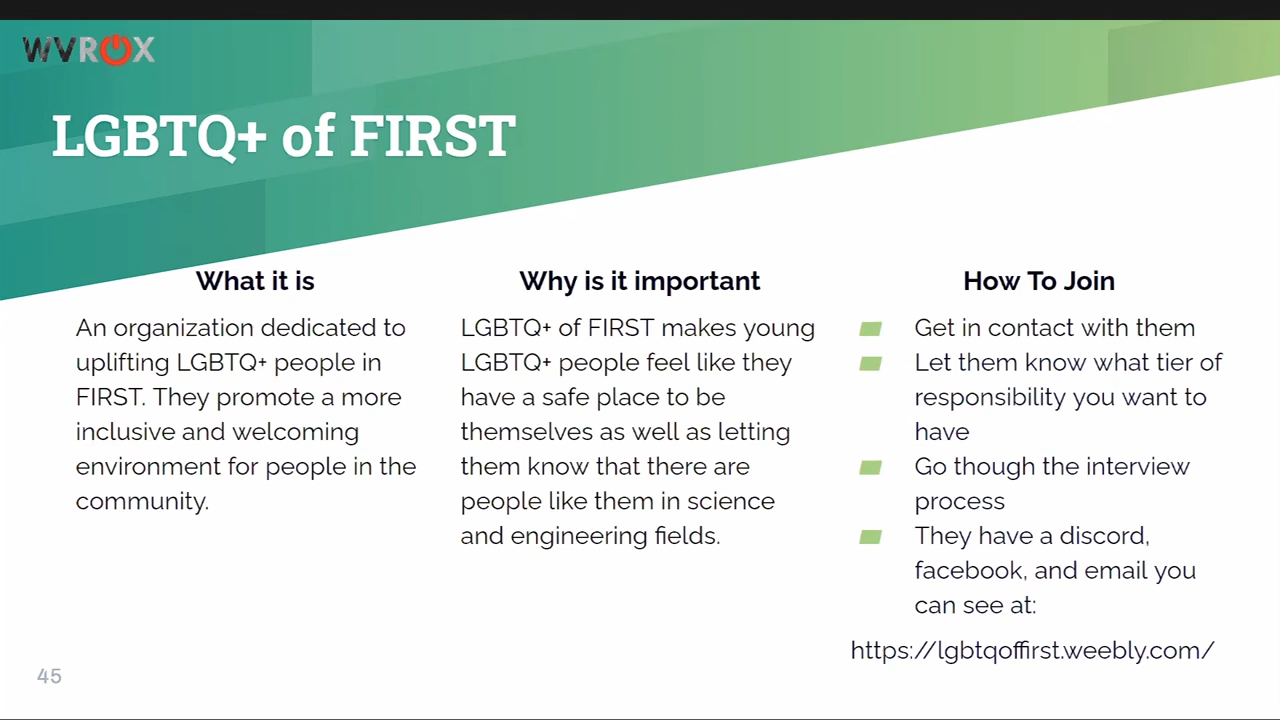 WVROX
LGBTQ+ of FIRST
What it is
An organization dedicated to
uplifting LGBTQ+ people in
FIRST. They promote a more
inclusive and welcoming
environment for people in the
community.
Why is it important
LGBTQ+ of FIRST makes young
LGBTQ+ people feel like they
have a safe place to be
themselves as well as letting
them know that there are
people like them in science
and engineering fields.
How To Join
Get in contact with them
Let them know what tier of
responsibility you want to
have
Go though the interview
process
They have a discord,
facebook, and email you
can see at:
https://lgbtqoffirst.weebly.com/
45